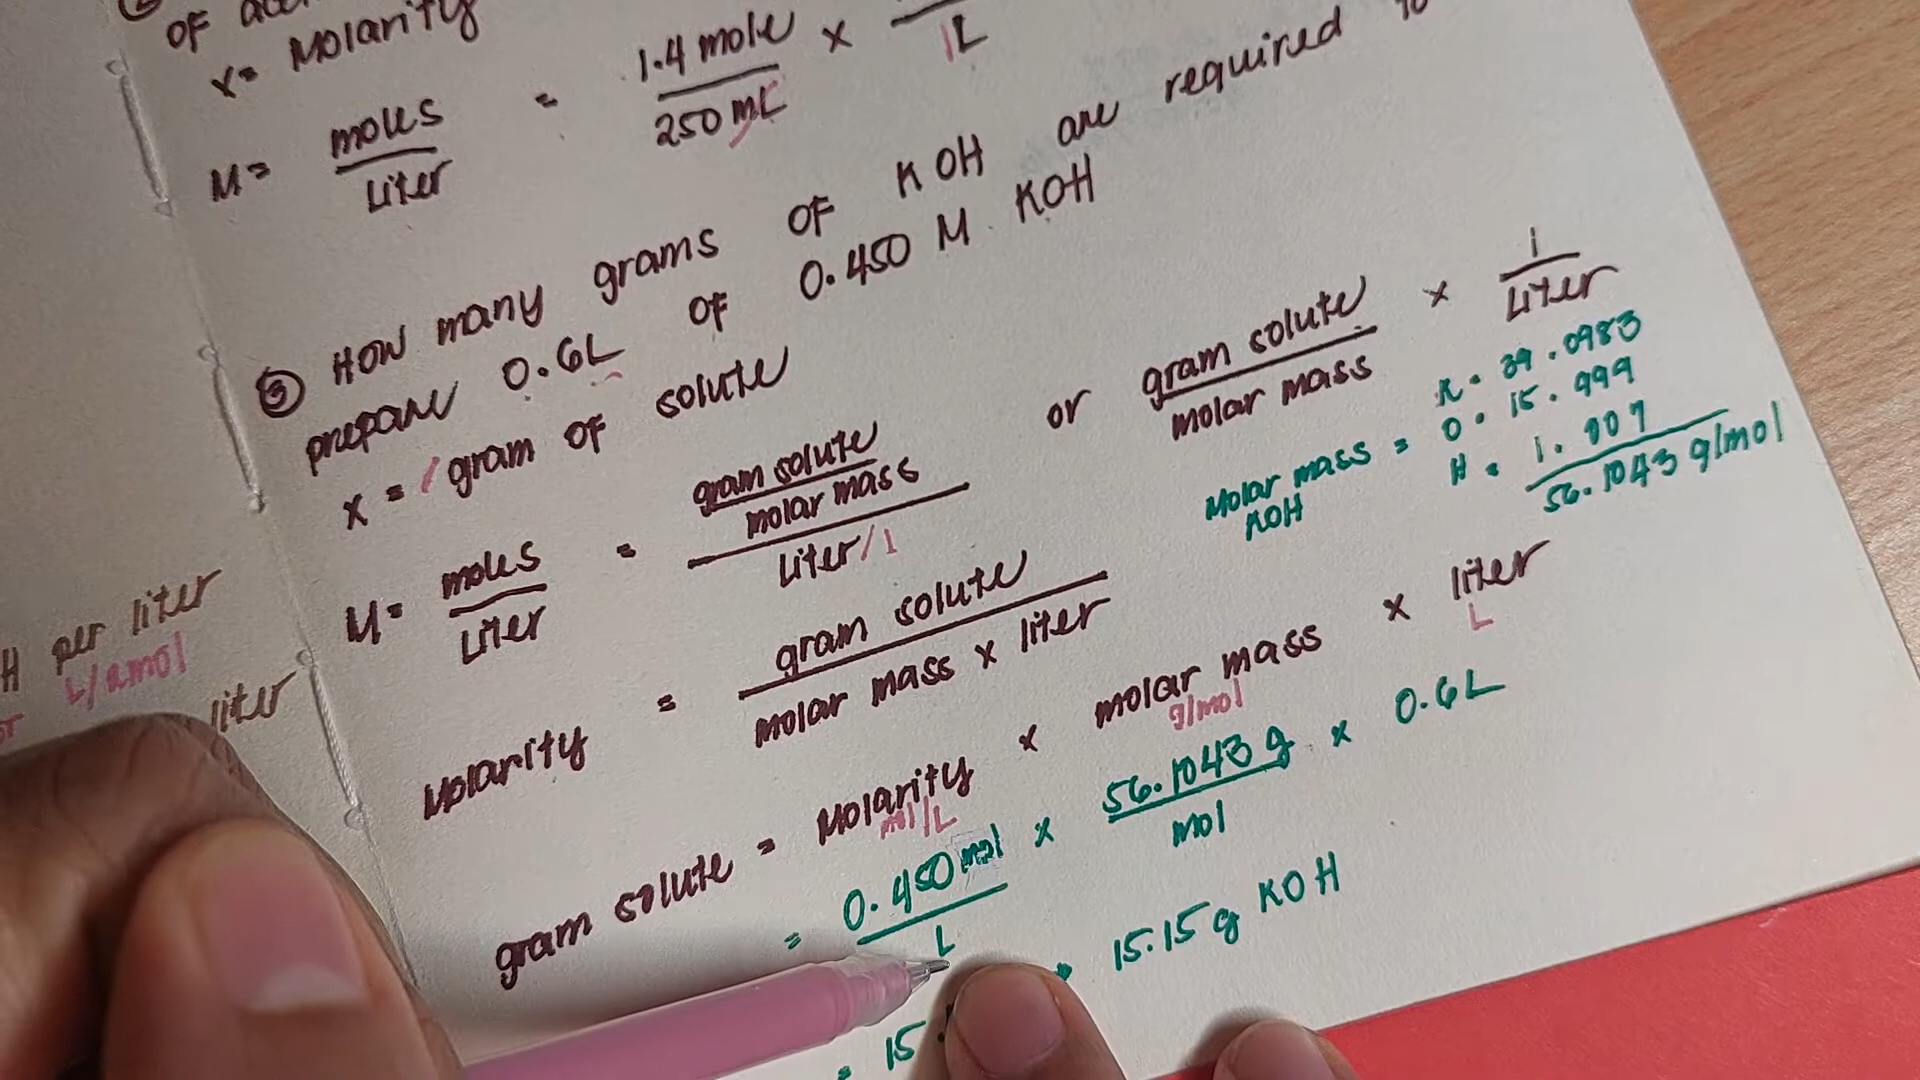 of
x = Molarity
M = moles / Liter = 1.4 mole / 250 mL x / 1L
③ How many grams of KOH are required to
prepare 0.6L of 0.450 M KOH
x = / gram of solute
M = moles / Liter = gram solute / molar mass / Liter/1 or gram solute / molar mass x 1 / Liter
Molar mass KOH = K = 39.0983
O = 15.999
H = 1.007
56.1043 g/mol
Molarity = gram solute / molar mass x liter
gram solute = Molarity x molar mass x liter
mol/L g/mol L
= 0.450 mol / L x 56.1043 g / mol x 0.6L
15.15 g KOH
= 15.
H per liter
L/2mol
liter